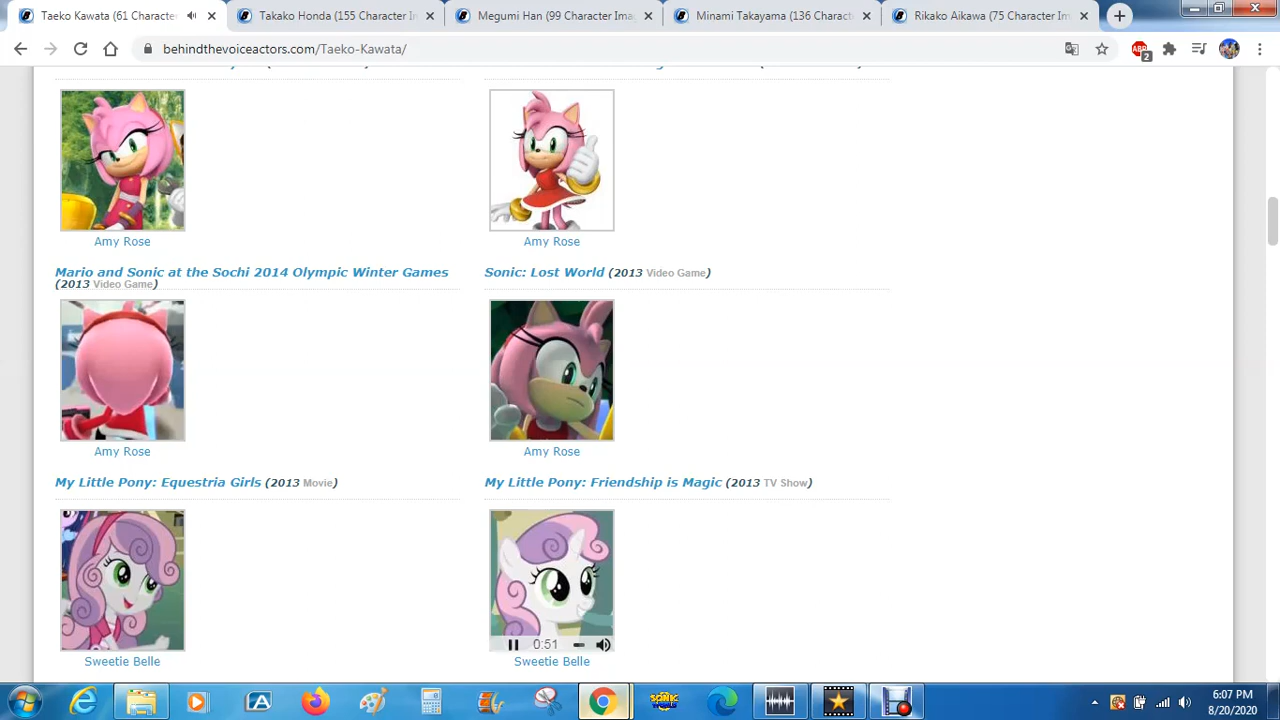 Taeko Kawata (61 Characte
Takako Honda (155 Character I
Megumi Han (99 Character Ima
Minami Takayama (136 Charact
Rikako Aikawa (75 Character Im
behindthevoiceactors.com/Taeko-Kawata/
ABP
2
Amy Rose
Amy Rose
Mario and Sonic at the Sochi 2014 Olympic Winter Games
(2013 Video Game)
Sonic: Lost World (2013 Video Game)
Amy Rose
Amy Rose
My Little Pony: Equestria Girls (2013 Movie)
My Little Pony: Friendship is Magic (2013 TV Show)
0:51
Sweetie Belle
Sweetie Belle
SONIC
WORLD
6:07 PM
8/20/2020